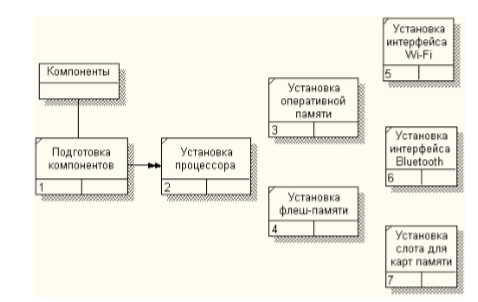 Компоненты
Подготовка
компонентов
1
Установка
процессора
2
Установка
оперативной
памяти
3
Установка
флеш-памяти
4
Установка
интерфейса
Wi-Fi
5
Установка
интерфейса
Bluetooth
6
Установка
слота для
карт памяти
7